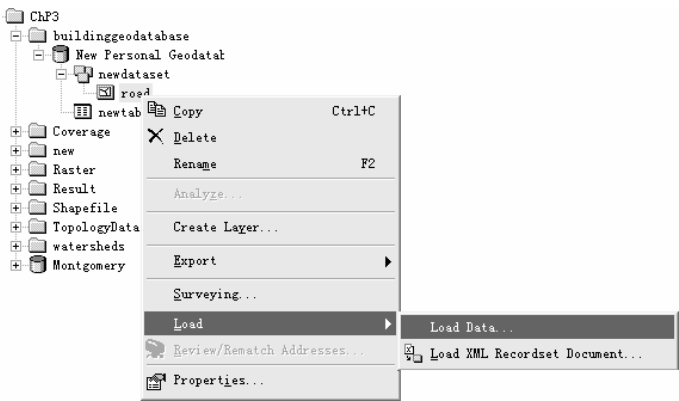 ChP3
buildinggeodatabase
New Personal Geodatab
newdataset
road
newtab
Coverage
new
Raster
Result
Shapefile
TopologyData
watersheds
Montgomery
Copy Ctrl+C
Delete
Rename F2
Analyze...
Create Layer...
Export
Surveying...
Load
Review/Rematch Addresses...
Properties...
Load Data...
Load XML Recordset Document...